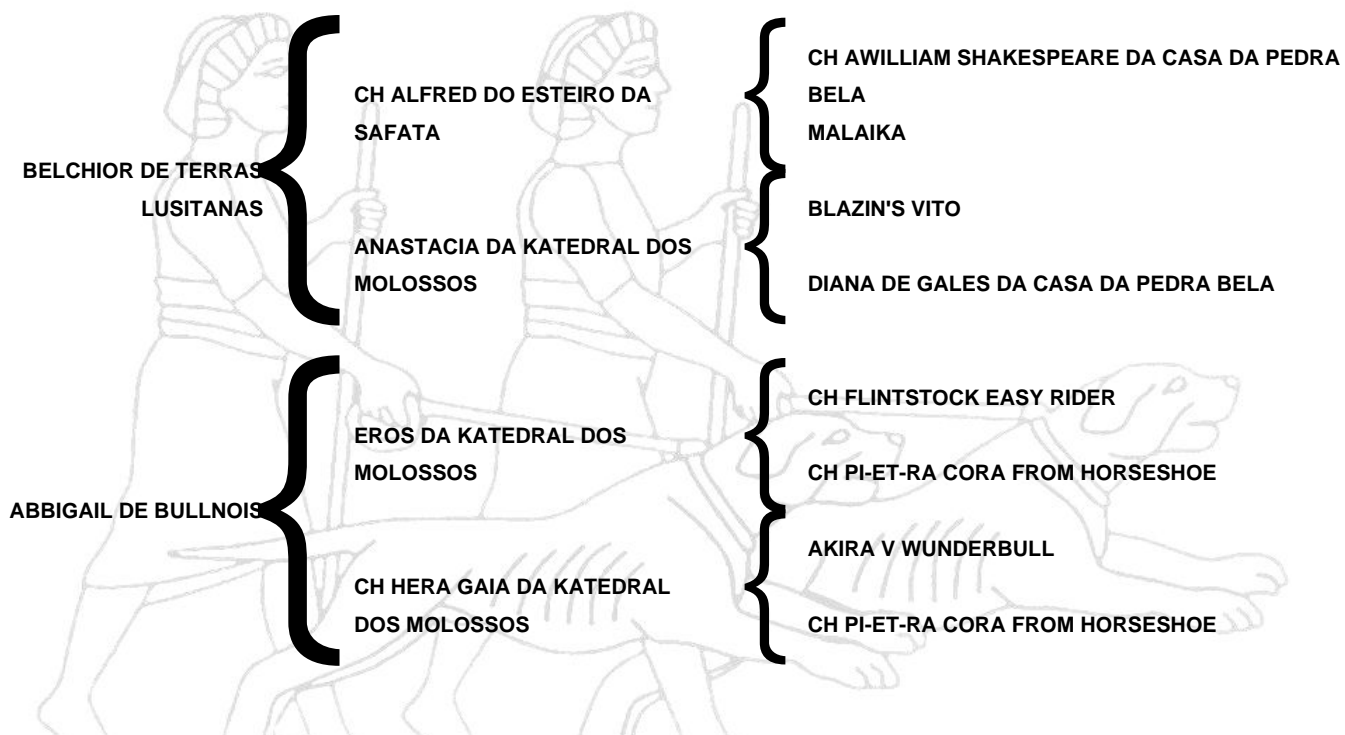 CH AWILLIAM SHAKESPEARE DA CASA DA PEDRA
BELA
CH ALFRED DO ESTEIRO DA
SAFATA
MALAIKA
BELCHIOR DE TERRAS
LUSITANAS
BLAZIN'S VITO
ANASTACIA DA KATEDRAL DOS
MOLOSSOS
DIANA DE GALES DA CASA DA PEDRA BELA
CH FLINTSTOCK EASY RIDER
EROS DA KATEDRAL DOS
MOLOSSOS
CH PI-ET-RA CORA FROM HORSESHOE
ABBIGAIL DE BULLNOIS
AKIRA V WUNDERBULL
CH HERA GAIA DA KATEDRAL
DOS MOLOSSOS
CH PI-ET-RA CORA FROM HORSESHOE